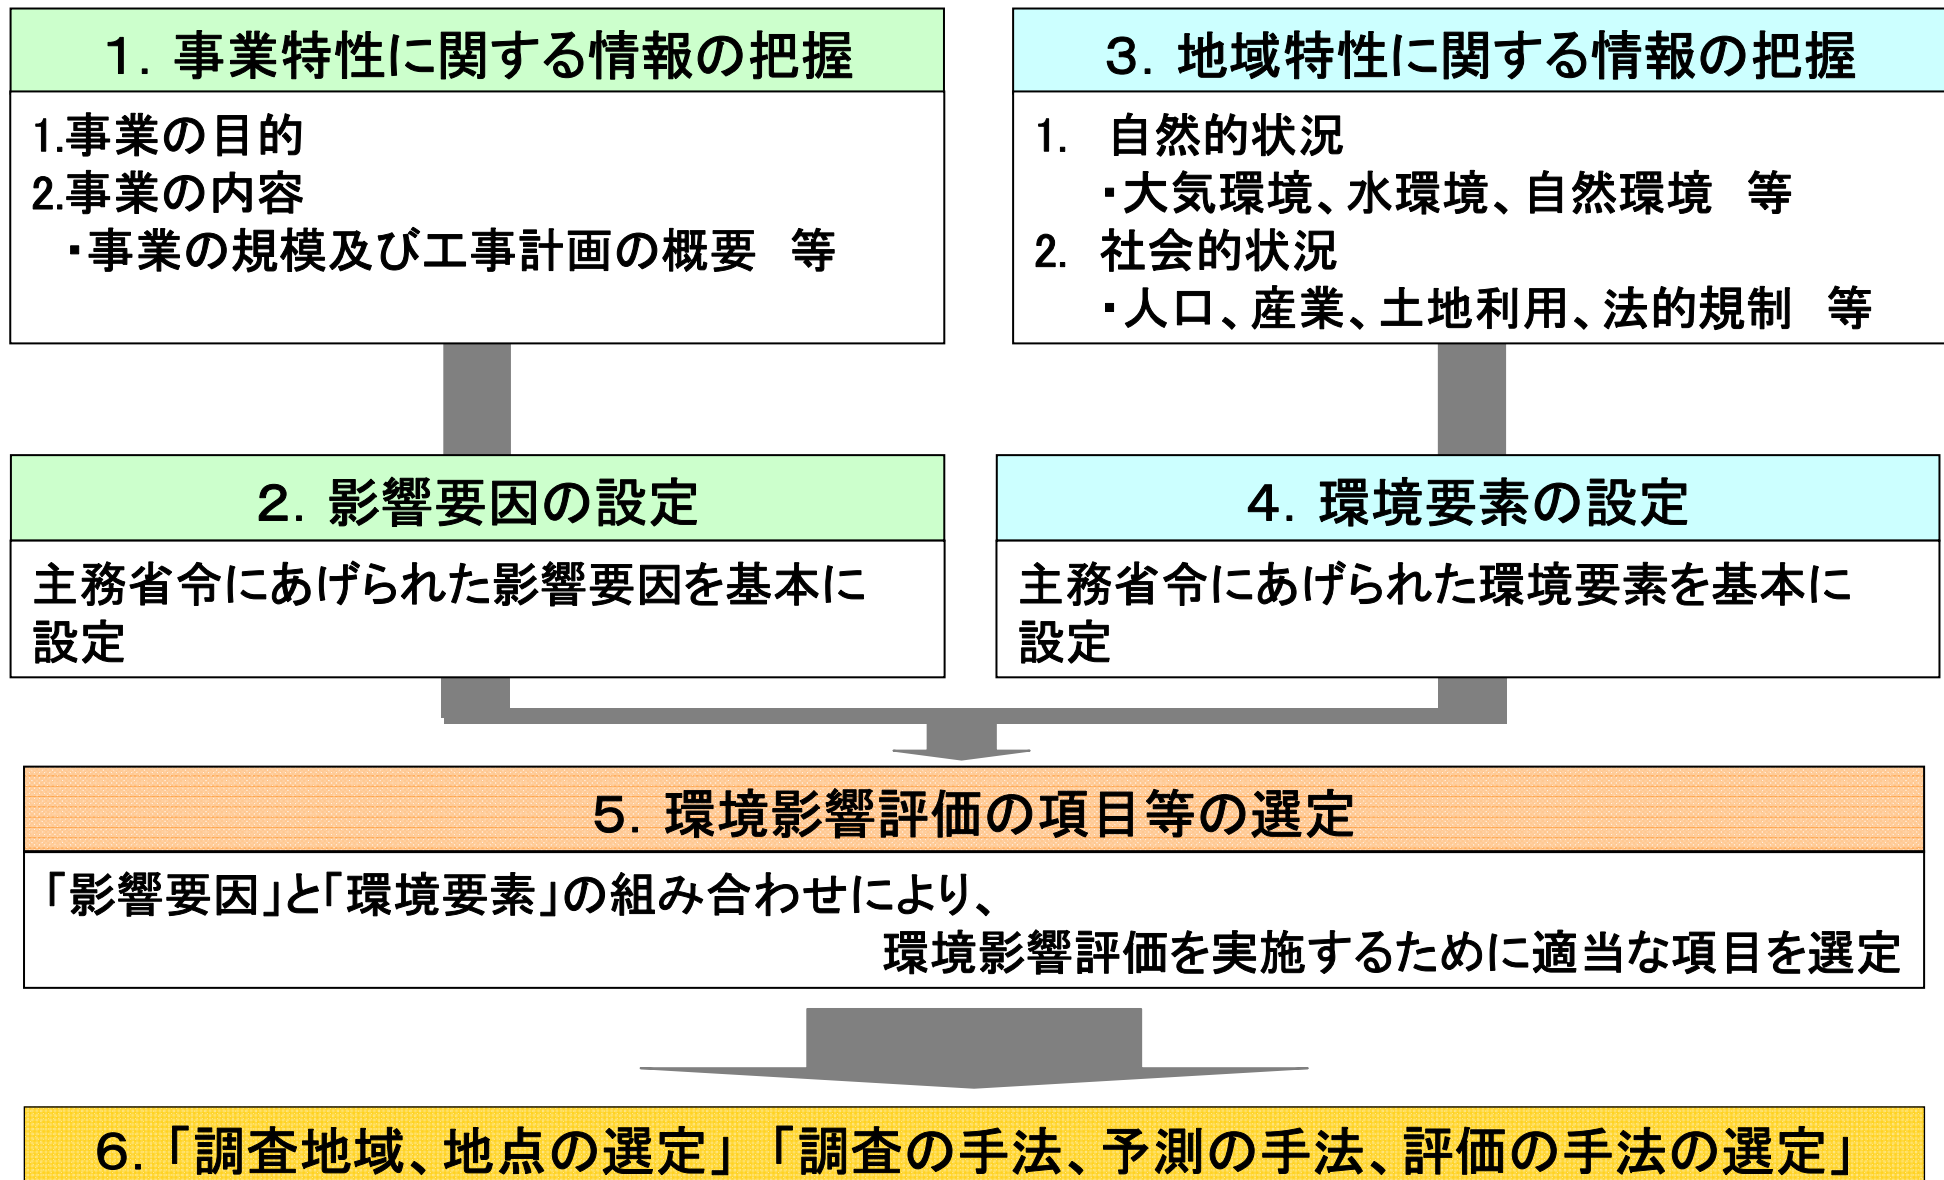 １．事業特性に関する情報の把握
1.事業の目的
2.事業の内容
・事業の規模及び工事計画の概要　等
３．地域特性に関する情報の把握
1.　自然的状況
・大気環境、水環境、自然環境　等
2.　社会的状況
・人口、産業、土地利用、法的規制　等
２．影響要因の設定
主務省令にあげられた影響要因を基本に
設定
４．環境要素の設定
主務省令にあげられた環境要素を基本に
設定
５．環境影響評価の項目等の選定
「影響要因」と「環境要素」の組み合わせにより、
環境影響評価を実施するために適当な項目を選定
６．「調査地域、地点の選定」「調査の手法、予測の手法、評価の手法の選定」